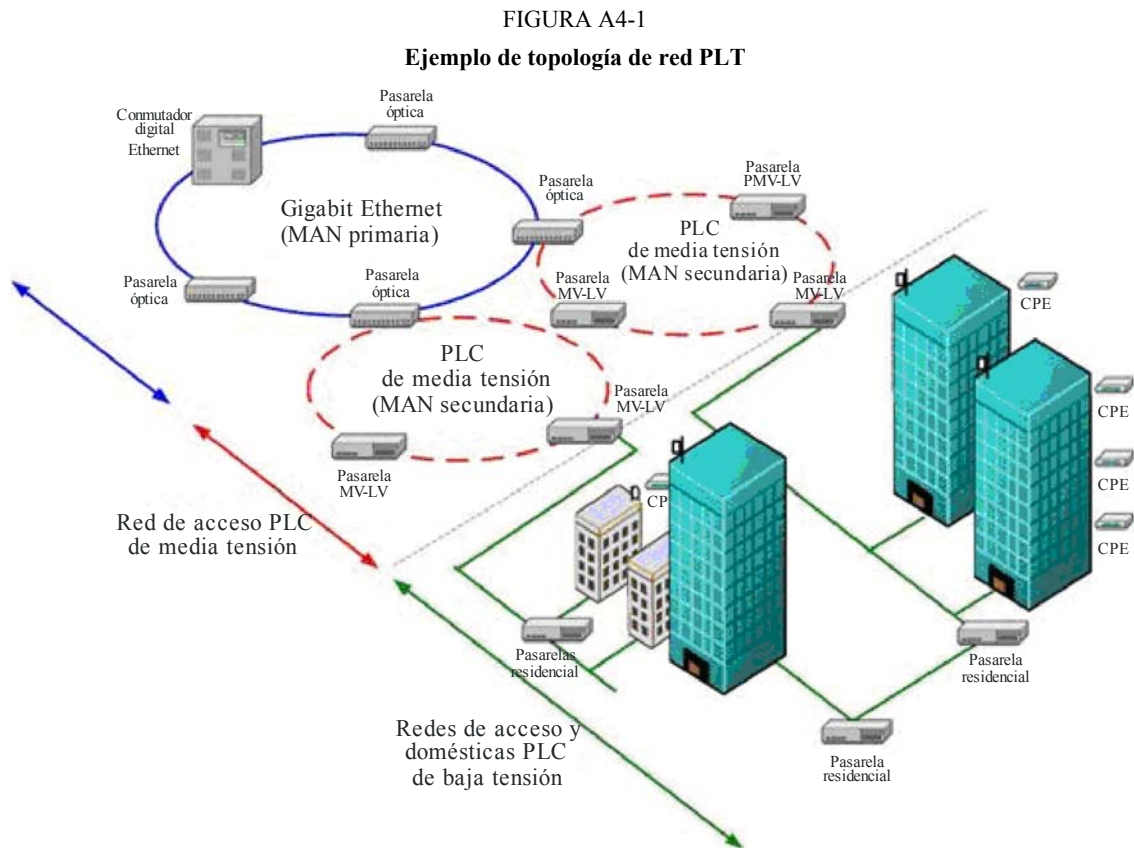 FIGURA A4-1
Ejemplo de topología de red PLT
Pasarela
óptica
Conmutador
digital
Ethernet
Pasarela
óptica
Pasarela
PMV-LV
Gigabit Ethernet
(MAN primaria)
PLC
de media tensión
(MAN secundaria)
Pasarela
óptica
Pasarela
óptica
Pasarela
MV-LV
Pasarela
MV-LV
CPE
PLC
de media tensión
(MAN secundaria)
Pasarela
MV-LV
CPE
Pasarela
MV-LV
CPE
CPE
Red de acceso PLC
de media tensión
CPE
Pasarelas
residencial
Pasarela
residencial
Redes de acceso y
domésticas PLC
de baja tensión
Pasarela
residencial